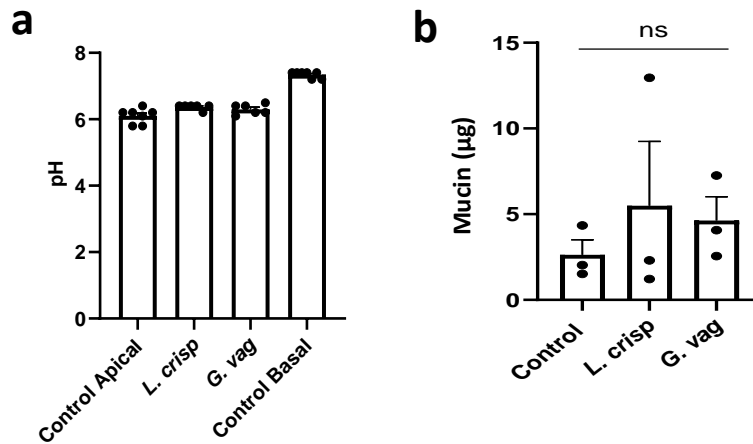 a
pH
8
6
4
2
0
Control Apical
L. crisp
G. vag
Control Basal
b
ns
Mucin (µg)
15
10
5
0
Control
L. crisp
G. vag